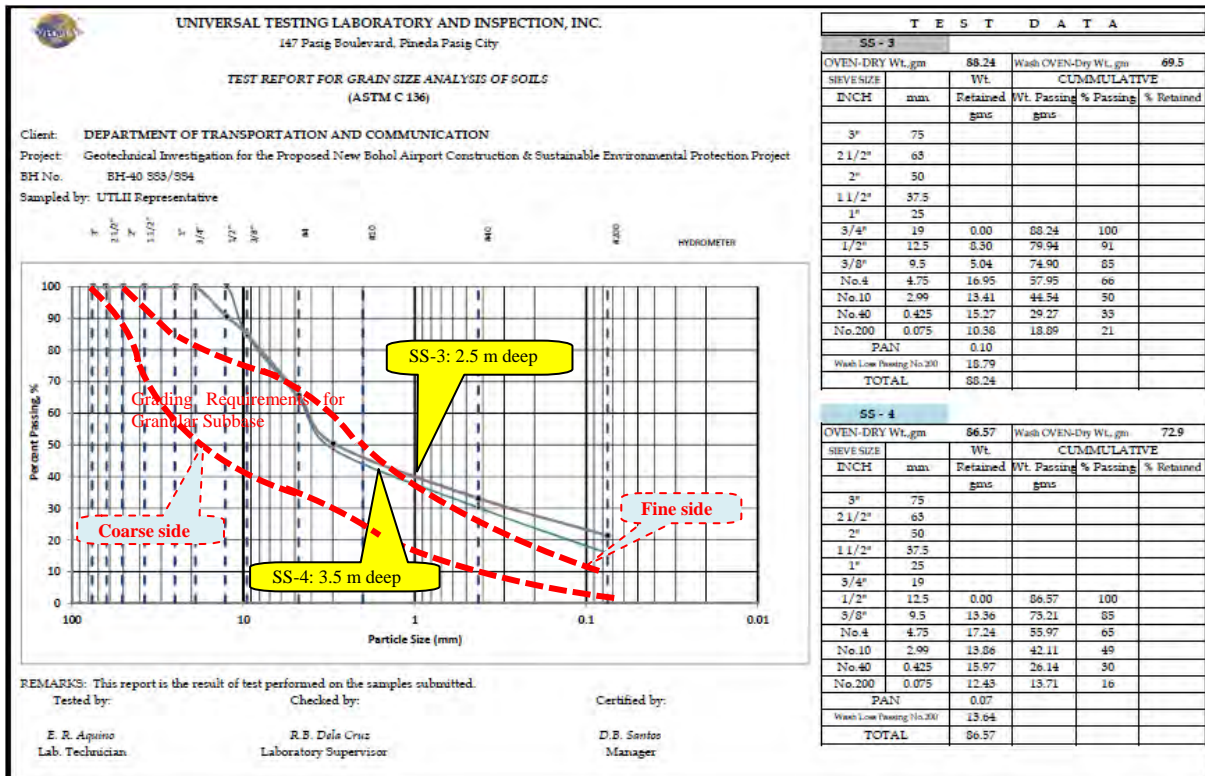 UNIVERSAL TESTING LABORATORY AND INSPECTION, INC.
147 Pasig Boulevard, Pineda Pasig City
TEST REPORT FOR GRAIN SIZE ANALYSIS OF SOILS
(ASTM C 136)
Client: DEPARTMENT OF TRANSPORTATION AND COMMUNICATION
Project: Geotechnical Investigation for the Proposed New Bohol Airport Construction & Sustainable Environmental Protection Project
BH No. BH-40 SS3/SS4
Sampled by: UTLII Representative
3" 2 1/2" 2" 1 1/2" 1" 3/4" 1/2" 3/8" #4 #10 #40 #200 HYDROMETER
Percent Passing, %
100
90
80
70
60
50
40
30
20
10
0
SS-3: 2.5 m deep
Grading Requirements for
Granular Subbase
Coarse side
Fine side
SS-4: 3.5 m deep
100 10 1 0.1 0.01
Particle Size (mm)
REMARKS: This report is the result of test performed on the samples submitted.
Tested by: Checked by: Certified by:
E. R. Aquino R.B. Dela Cruz D.B. Santos
Lab. Technician Laboratory Supervisor Manager
T E S T D A T A
SS - 3
OVEN-DRY Wt.,gm 88.24 Wash OVEN-Dry Wt., gm 69.5
SIEVE SIZE Wt. CUMMULATIVE
INCH mm Retained Wt. Passing % Passing % Retained
gms gms
3" 75
2 1/2" 63
2" 50
1 1/2" 37.5
1" 25
3/4" 19 0.00 88.24 100
1/2" 12.5 8.30 79.94 91
3/8" 9.5 5.04 74.90 85
No.4 4.75 16.95 57.95 66
No.10 2.99 13.41 44.54 50
No.40 0.425 15.27 29.27 33
No.200 0.075 10.38 18.89 21
PAN 0.10
Wash Loss Passing No.200 18.79
TOTAL 88.24
SS - 4
OVEN-DRY Wt.,gm 86.57 Wash OVEN-Dry Wt., gm 72.9
SIEVE SIZE Wt. CUMMULATIVE
INCH mm Retained Wt. Passing % Passing % Retained
gms gms
3" 75
2 1/2" 63
2" 50
1 1/2" 37.5
1" 25
3/4" 19
1/2" 12.5 0.00 86.57 100
3/8" 9.5 13.36 73.21 85
No.4 4.75 17.24 55.97 65
No.10 2.99 13.86 42.11 49
No.40 0.425 15.97 26.14 30
No.200 0.075 12.43 13.71 16
PAN 0.07
Wash Loss Passing No.200 13.64
TOTAL 86.57